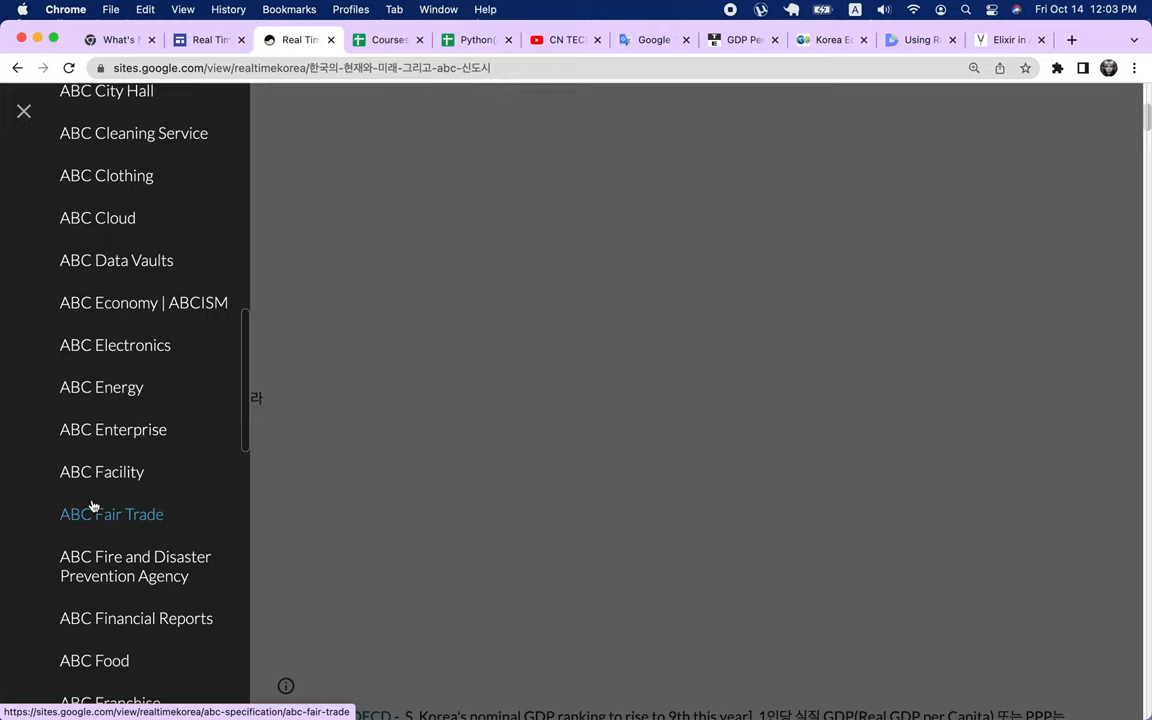 Chrome File Edit View History Bookmarks Profiles Tab Window Help A Fri Oct 14 12:03 PM
What's Real Tim Real Tim Courses Python( CN TEC Google GDP Pe Korea E Using R Elixir in
sites.google.com/view/realtimekorea/한국의-현재와-미래-그리고-abc-신도시
ABC City Hall
ABC Cleaning Service
ABC Clothing
ABC Cloud
ABC Data Vaults
ABC Economy | ABCISM
ABC Electronics
ABC Energy
라
ABC Enterprise
ABC Facility
ABC Fair Trade
ABC Fire and Disaster
Prevention Agency
ABC Financial Reports
ABC Food
ABC Franchise
https://sites.google.com/view/realtimekorea/abc-specification/abc-fair-trade
OECD - S. Korea's nominal GDP ranking to rise to 9th this year], 1인당 실질 GDP(Real GDP per Capita) 또는 PPP는